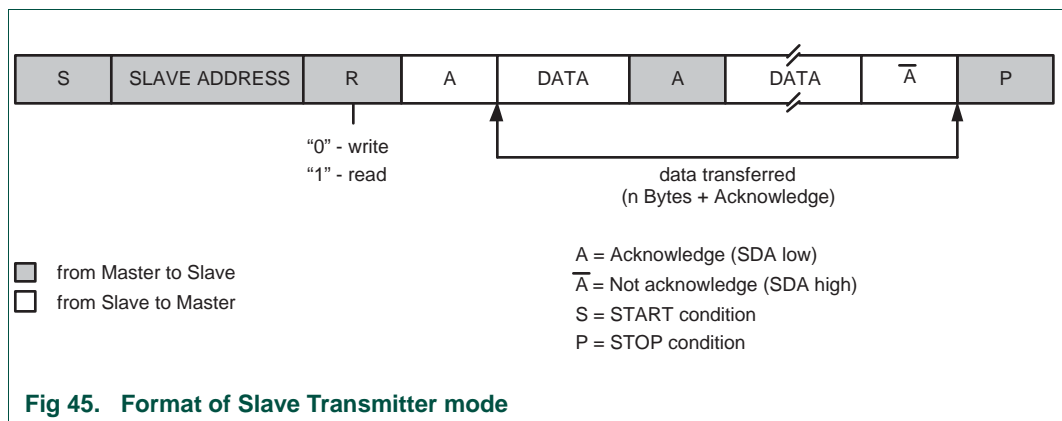 S SLAVE ADDRESS R A DATA A DATA A̅ P
“0” - write
“1” - read
data transferred
(n Bytes + Acknowledge)
from Master to Slave
from Slave to Master
A = Acknowledge (SDA low)
A̅ = Not acknowledge (SDA high)
S = START condition
P = STOP condition
Fig 45. Format of Slave Transmitter mode